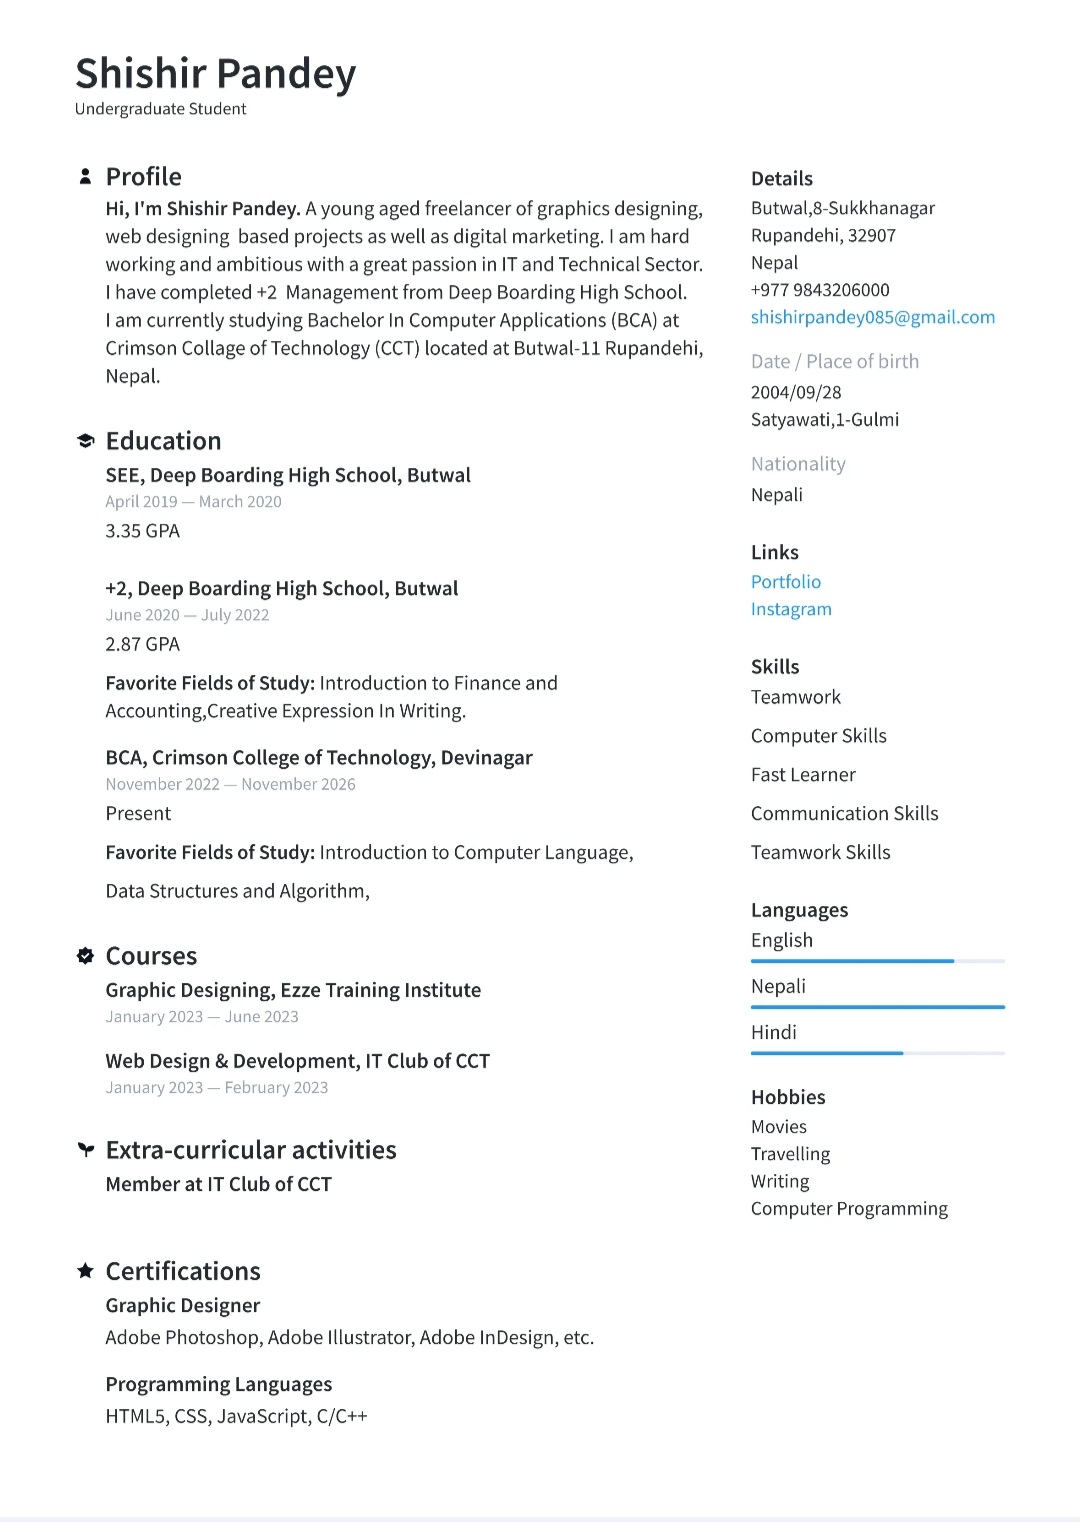 Shishir Pandey
Undergraduate Student
Profile
Hi, I'm Shishir Pandey. A young aged freelancer of graphics designing,
web designing  based projects as well as digital marketing. I am hard
working and ambitious with a great passion in IT and Technical Sector.
I have completed +2  Management from Deep Boarding High School.
I am currently studying Bachelor In Computer Applications (BCA) at
Crimson Collage of Technology (CCT) located at Butwal-11 Rupandehi,
Nepal.
Education
SEE, Deep Boarding High School, Butwal
April 2019 — March 2020
3.35 GPA
+2, Deep Boarding High School, Butwal
June 2020 — July 2022
2.87 GPA
Favorite Fields of Study: Introduction to Finance and
Accounting,Creative Expression In Writing.
BCA, Crimson College of Technology, Devinagar
November 2022 — November 2026
Present
Favorite Fields of Study: Introduction to Computer Language,
Data Structures and Algorithm,
Courses
Graphic Designing, Ezze Training Institute
January 2023 — June 2023
Web Design & Development, IT Club of CCT
January 2023 — February 2023
Extra-curricular activities
Member at IT Club of CCT
Certifications
Graphic Designer
Adobe Photoshop, Adobe Illustrator, Adobe InDesign, etc.
Programming Languages
HTML5, CSS, JavaScript, C/C++
Details
Butwal,8-Sukkhanagar
Rupandehi, 32907
Nepal
+977 9843206000
shishirpandey085@gmail.com
Date / Place of birth
2004/09/28
Satyawati,1-Gulmi
Nationality
Nepali
Links
Portfolio
Instagram
Skills
Teamwork
Computer Skills
Fast Learner
Communication Skills
Teamwork Skills
Languages
English
Nepali
Hindi
Hobbies
Movies
Travelling
Writing
Computer Programming